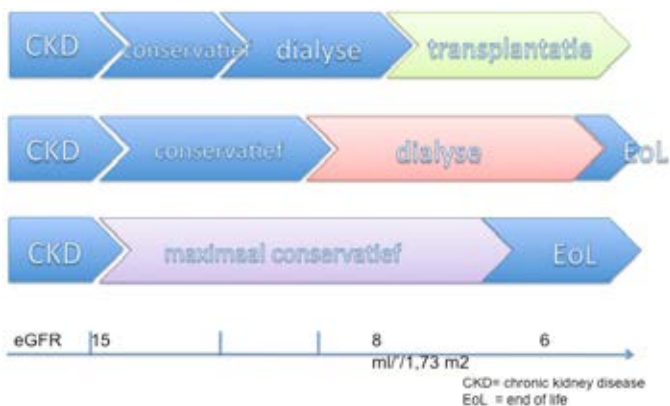 CKD conservatief dialyse transplantatie
CKD conservatief dialyse EoL
CKD maximaal conservatief EoL
eGFR 15 8 6
ml/"/1,73 m2
CKD= chronic kidney disease
EoL = end of life